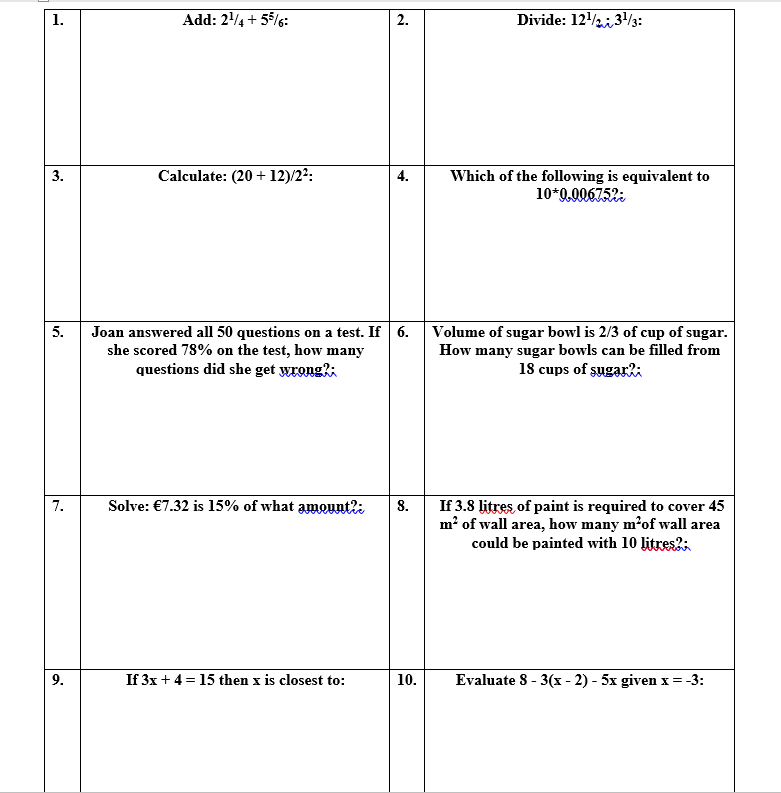 1.
Add: 2¹/₄ + 5⁵/₆:
2.
Divide: 12¹/₂ ÷ 3¹/₃:
3.
Calculate: (20 + 12)/2²:
4.
Which of the following is equivalent to
10*0.00675?:
5.
Joan answered all 50 questions on a test. If
she scored 78% on the test, how many
questions did she get wrong?:
6.
Volume of sugar bowl is 2/3 of cup of sugar.
How many sugar bowls can be filled from
18 cups of sugar?:
7.
Solve: €7.32 is 15% of what amount?:
8.
If 3.8 litres of paint is required to cover 45
m² of wall area, how many m²of wall area
could be painted with 10 litres?:
9.
If 3x + 4 = 15 then x is closest to:
10.
Evaluate 8 - 3(x - 2) - 5x given x = -3: